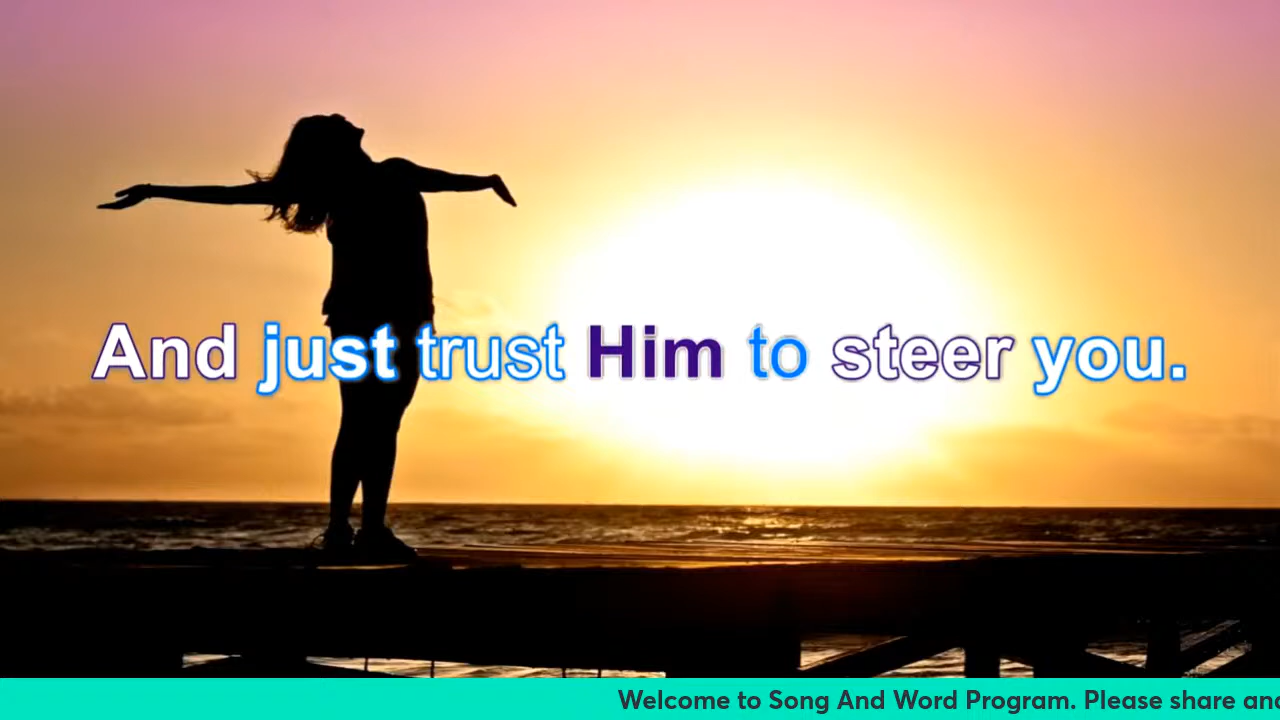 And just trust Him to steer you.
Welcome to Song And Word Program. Please share and